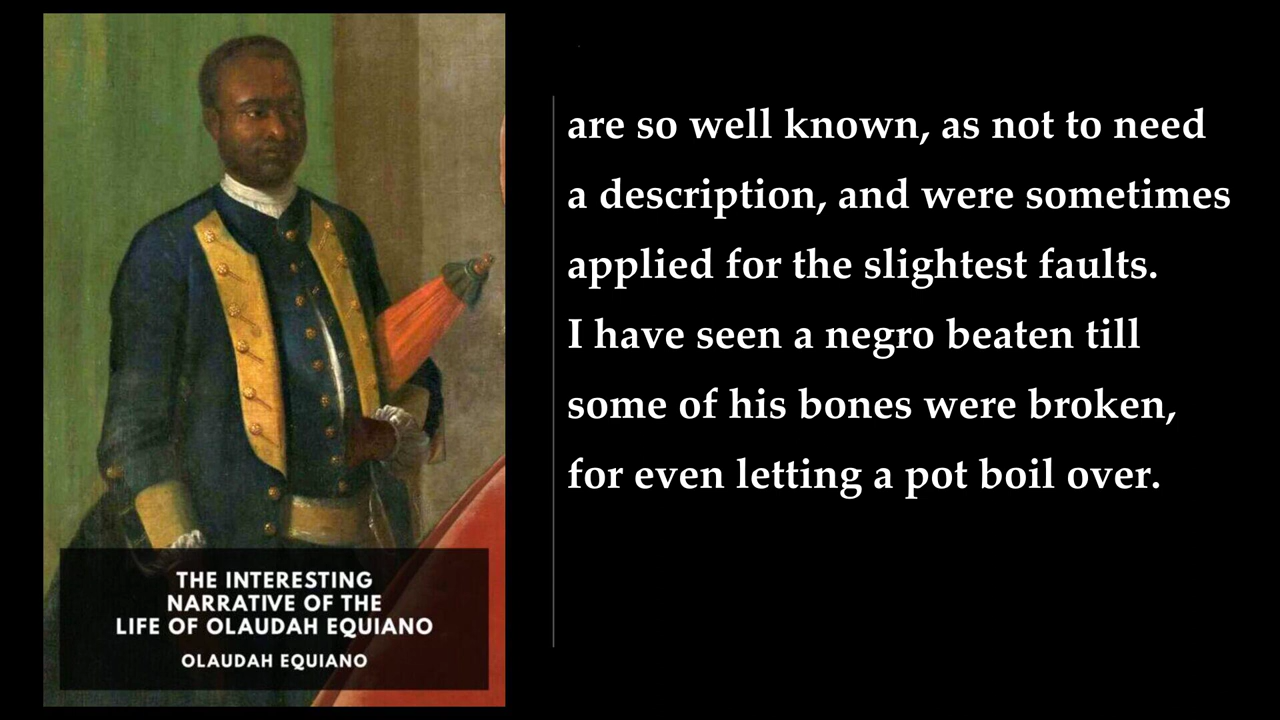 THE INTERESTING
NARRATIVE OF THE
LIFE OF OLAUDAH EQUIANO
OLAUDAH EQUIANO
are so well known, as not to need
a description, and were sometimes
applied for the slightest faults.
I have seen a negro beaten till
some of his bones were broken,
for even letting a pot boil over.